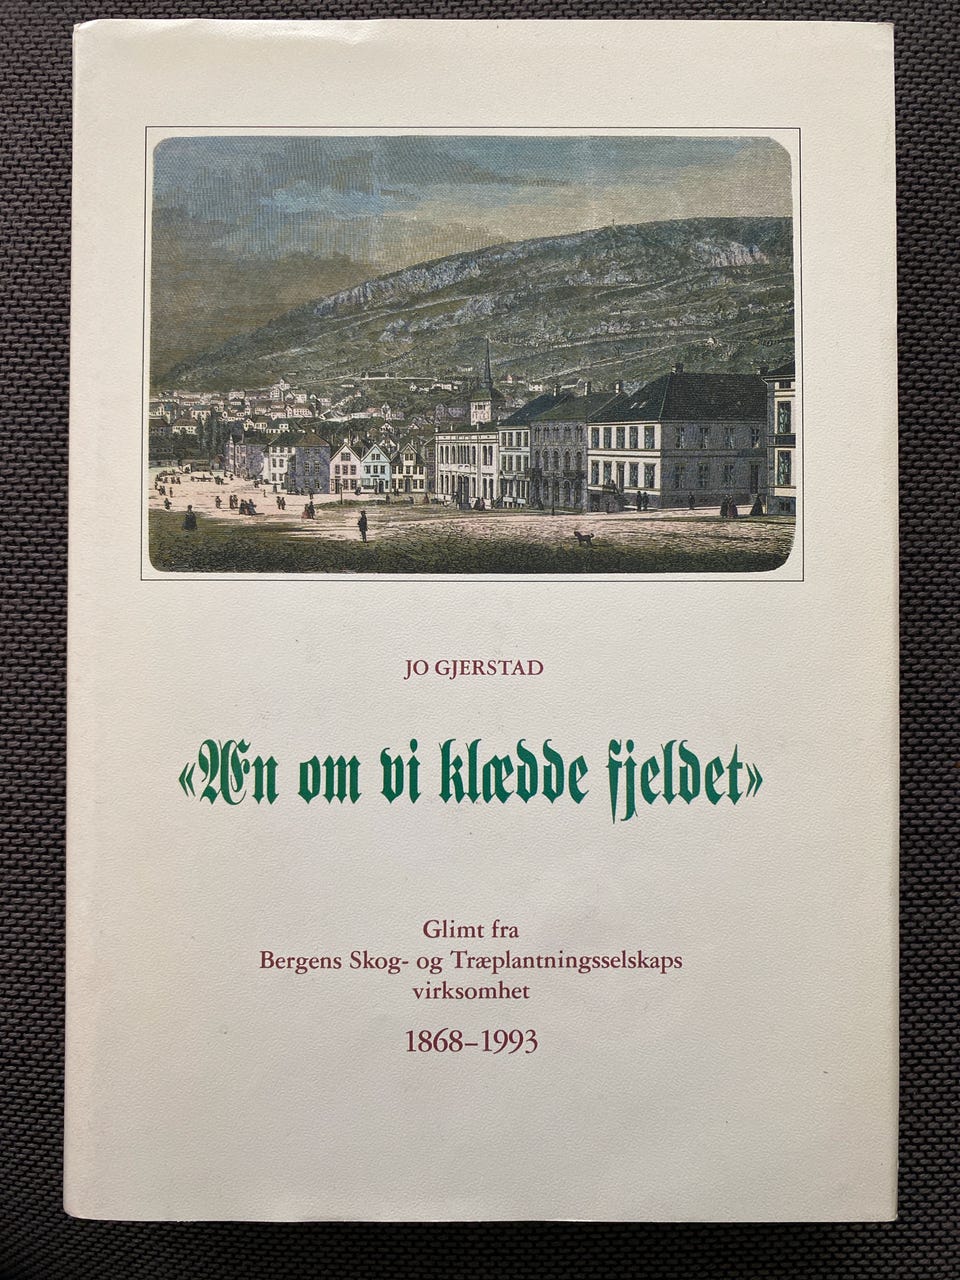 JO GJERSTAD
«Æn om vi klædde fjeldet»
Glimt fra
Bergens Skog- og Træplantningsselskaps
virksomhet
1868–1993